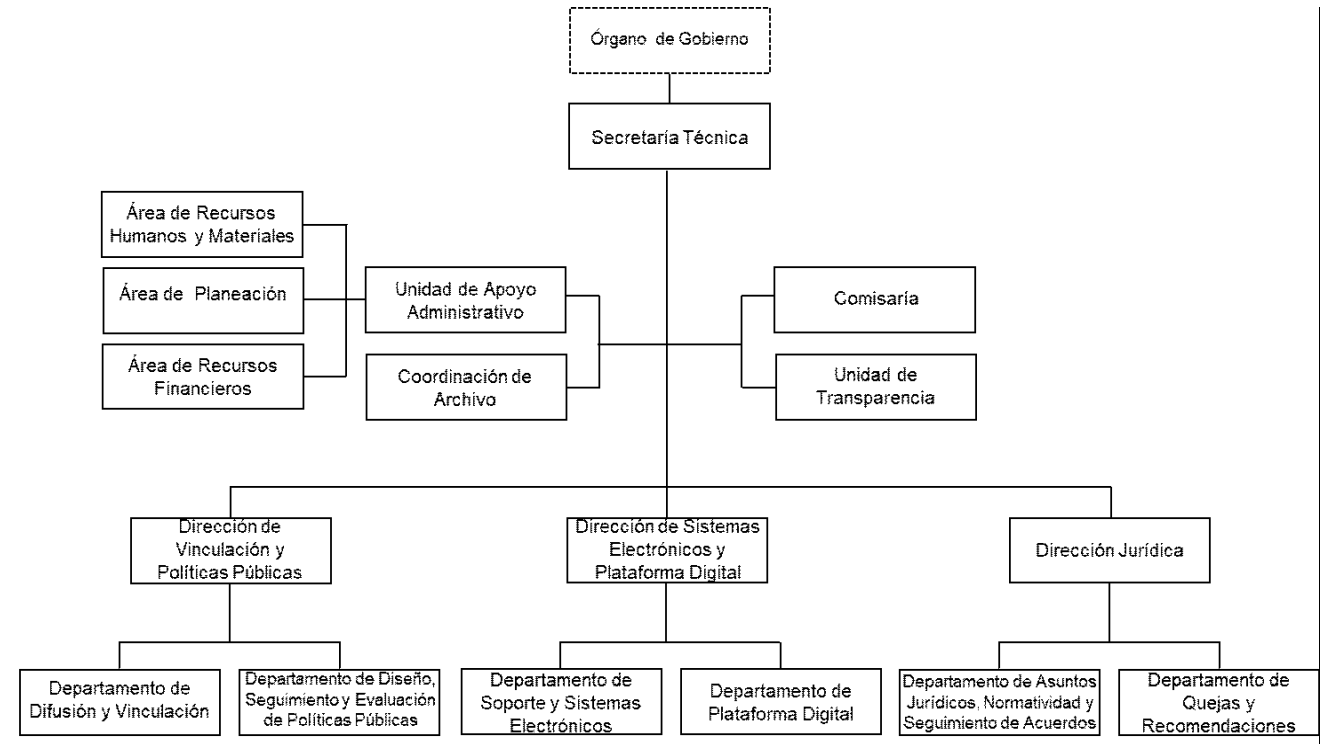 Órgano de Gobierno
Secretaría Técnica
Área de Recursos
Humanos y Materiales
Área de Planeación
Área de Recursos
Financieros
Unidad de Apoyo
Administrativo
Coordinación de
Archivo
Comisaría
Unidad de
Transparencia
Dirección de
Vinculación y
Políticas Públicas
Dirección de Sistemas
Electrónicos y
Plataforma Digital
Dirección Jurídica
Departamento de
Difusión y Vinculación
Departamento de Diseño,
Seguimiento y Evaluación
de Políticas Públicas
Departamento de
Soporte y Sistemas
Electrónicos
Departamento de
Plataforma Digital
Departamento de Asuntos
Jurídicos, Normatividad y
Seguimiento de Acuerdos
Departamento de
Quejas y
Recomendaciones